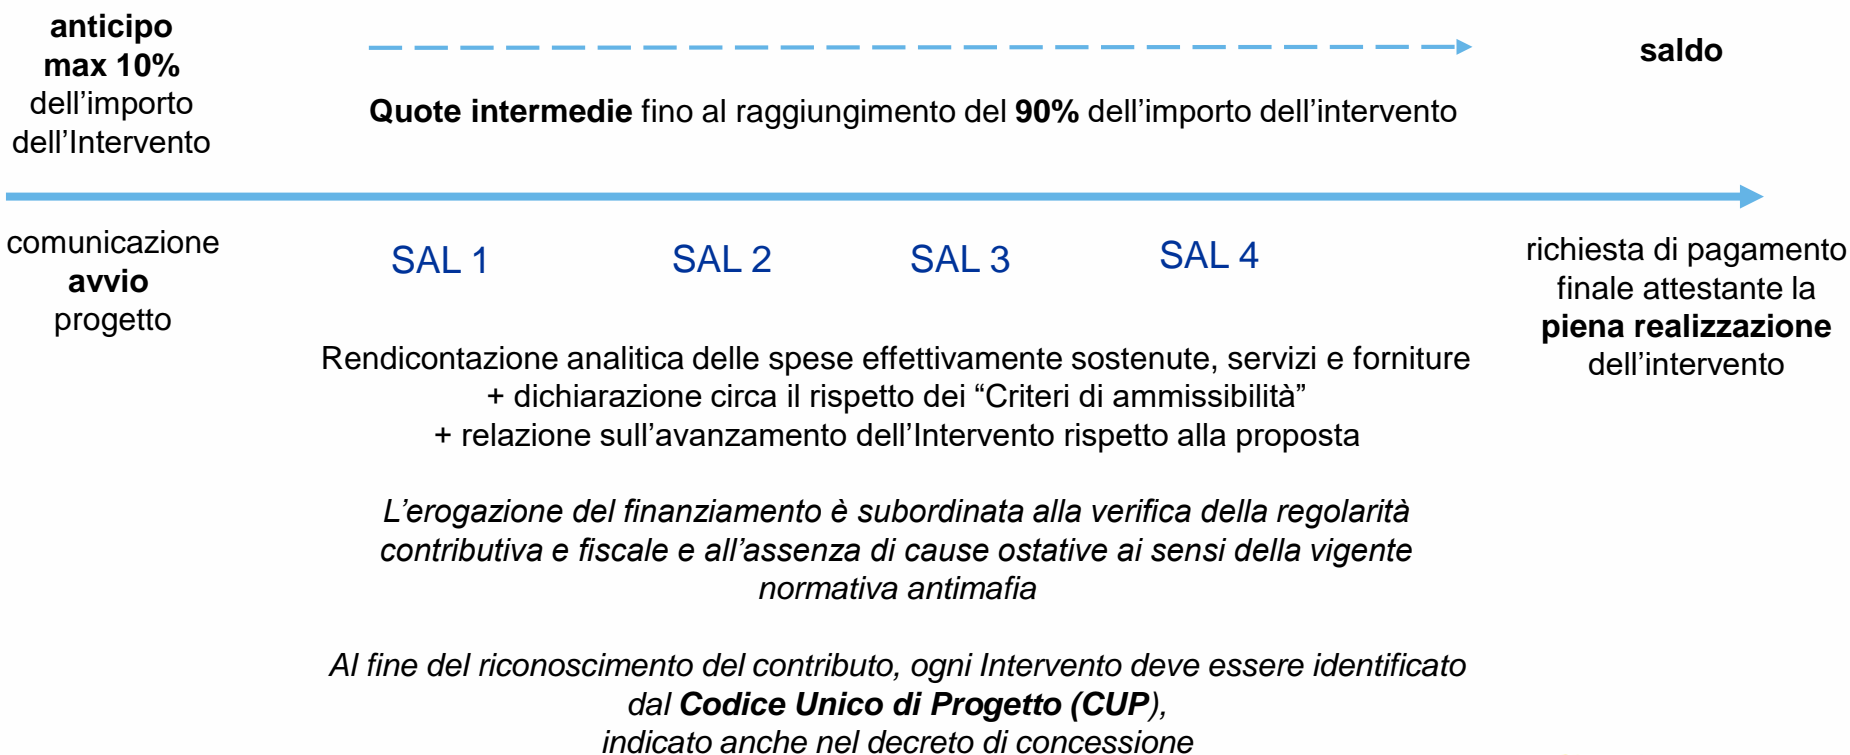 anticipo
max 10%
dell’importo
dell’Intervento
saldo
Quote intermedie fino al raggiungimento del 90% dell’importo dell’intervento
comunicazione
avvio
progetto
SAL 1
SAL 2
SAL 3
SAL 4
richiesta di pagamento
finale attestante la
piena realizzazione
dell’intervento
Rendicontazione analitica delle spese effettivamente sostenute, servizi e forniture
+ dichiarazione circa il rispetto dei “Criteri di ammissibilità”
+ relazione sull’avanzamento dell’Intervento rispetto alla proposta
L’erogazione del finanziamento è subordinata alla verifica della regolarità
contributiva e fiscale e all’assenza di cause ostative ai sensi della vigente
normativa antimafia
Al fine del riconoscimento del contributo, ogni Intervento deve essere identificato
dal Codice Unico di Progetto (CUP),
indicato anche nel decreto di concessione